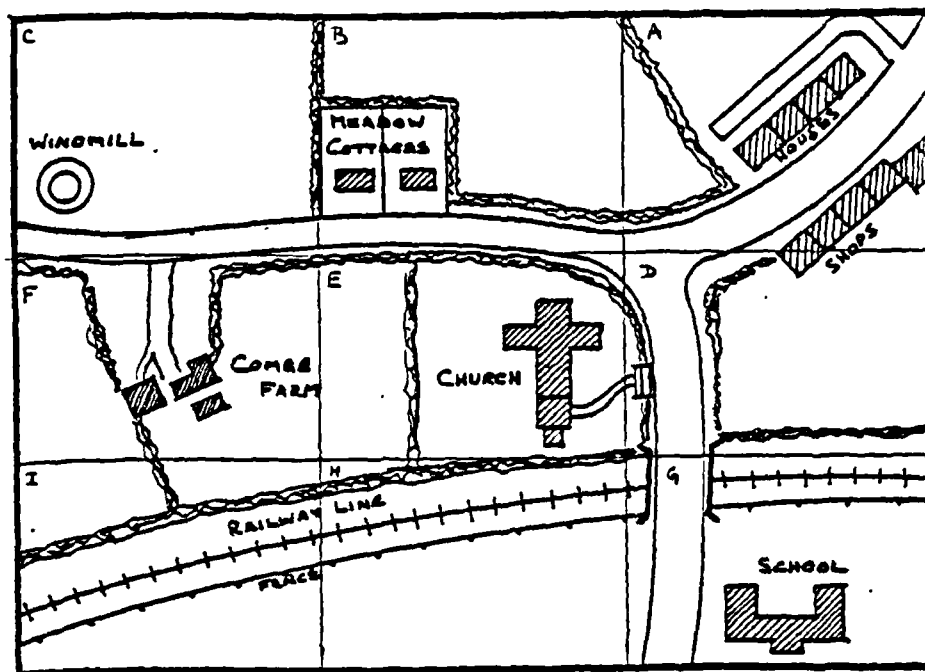 C
B
A
WINDMILL
MEADOW
COTTAGES
HOUSES
SHOPS
F
E
D
COMBE
FARM
CHURCH
I
H
G
RAILWAY LINE
FENCE
SCHOOL